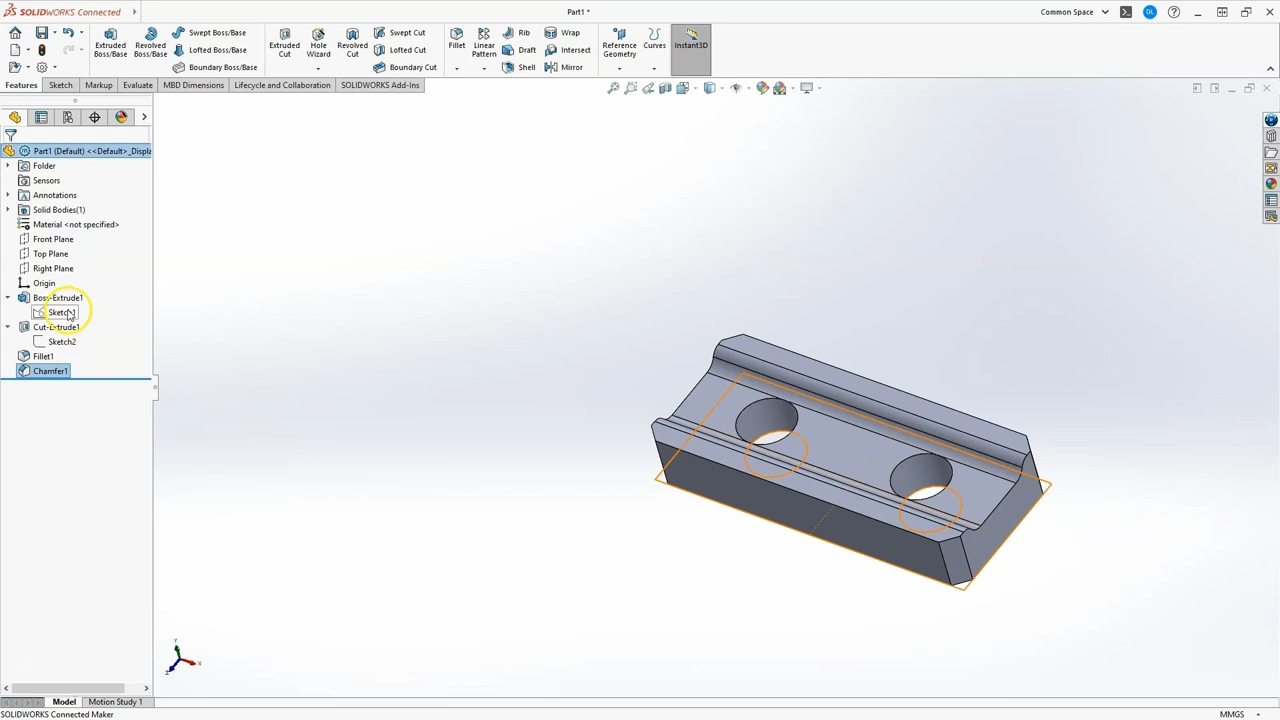 SOLIDWORKS Connected
Part1 *
Common Space
DL
Extruded Boss/Base
Revolved Boss/Base
Swept Boss/Base
Lofted Boss/Base
Boundary Boss/Base
Extruded Cut
Hole Wizard
Revolved Cut
Swept Cut
Lofted Cut
Boundary Cut
Fillet
Linear Pattern
Rib
Draft
Shell
Wrap
Intersect
Mirror
Reference Geometry
Curves
Instant3D
Features
Sketch
Markup
Evaluate
MBD Dimensions
Lifecycle and Collaboration
SOLIDWORKS Add-Ins
Part1 (Default) <<Default>_Displa
Folder
Sensors
Annotations
Solid Bodies(1)
Material <not specified>
Front Plane
Top Plane
Right Plane
Origin
Boss-Extrude1
Sketch1
Cut-Extrude1
Sketch2
Fillet1
Chamfer1
Y
X
Z
Model
Motion Study 1
SOLIDWORKS Connected Maker
MMGS